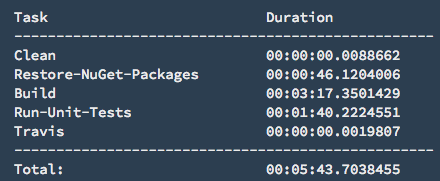 Task Duration
--------------------------------------------------
Clean 00:00:00.0088662
Restore-NuGet-Packages 00:00:46.1204006
Build 00:03:17.3501429
Run-Unit-Tests 00:01:40.2224551
Travis 00:00:00.0019807
--------------------------------------------------
Total: 00:05:43.7038455